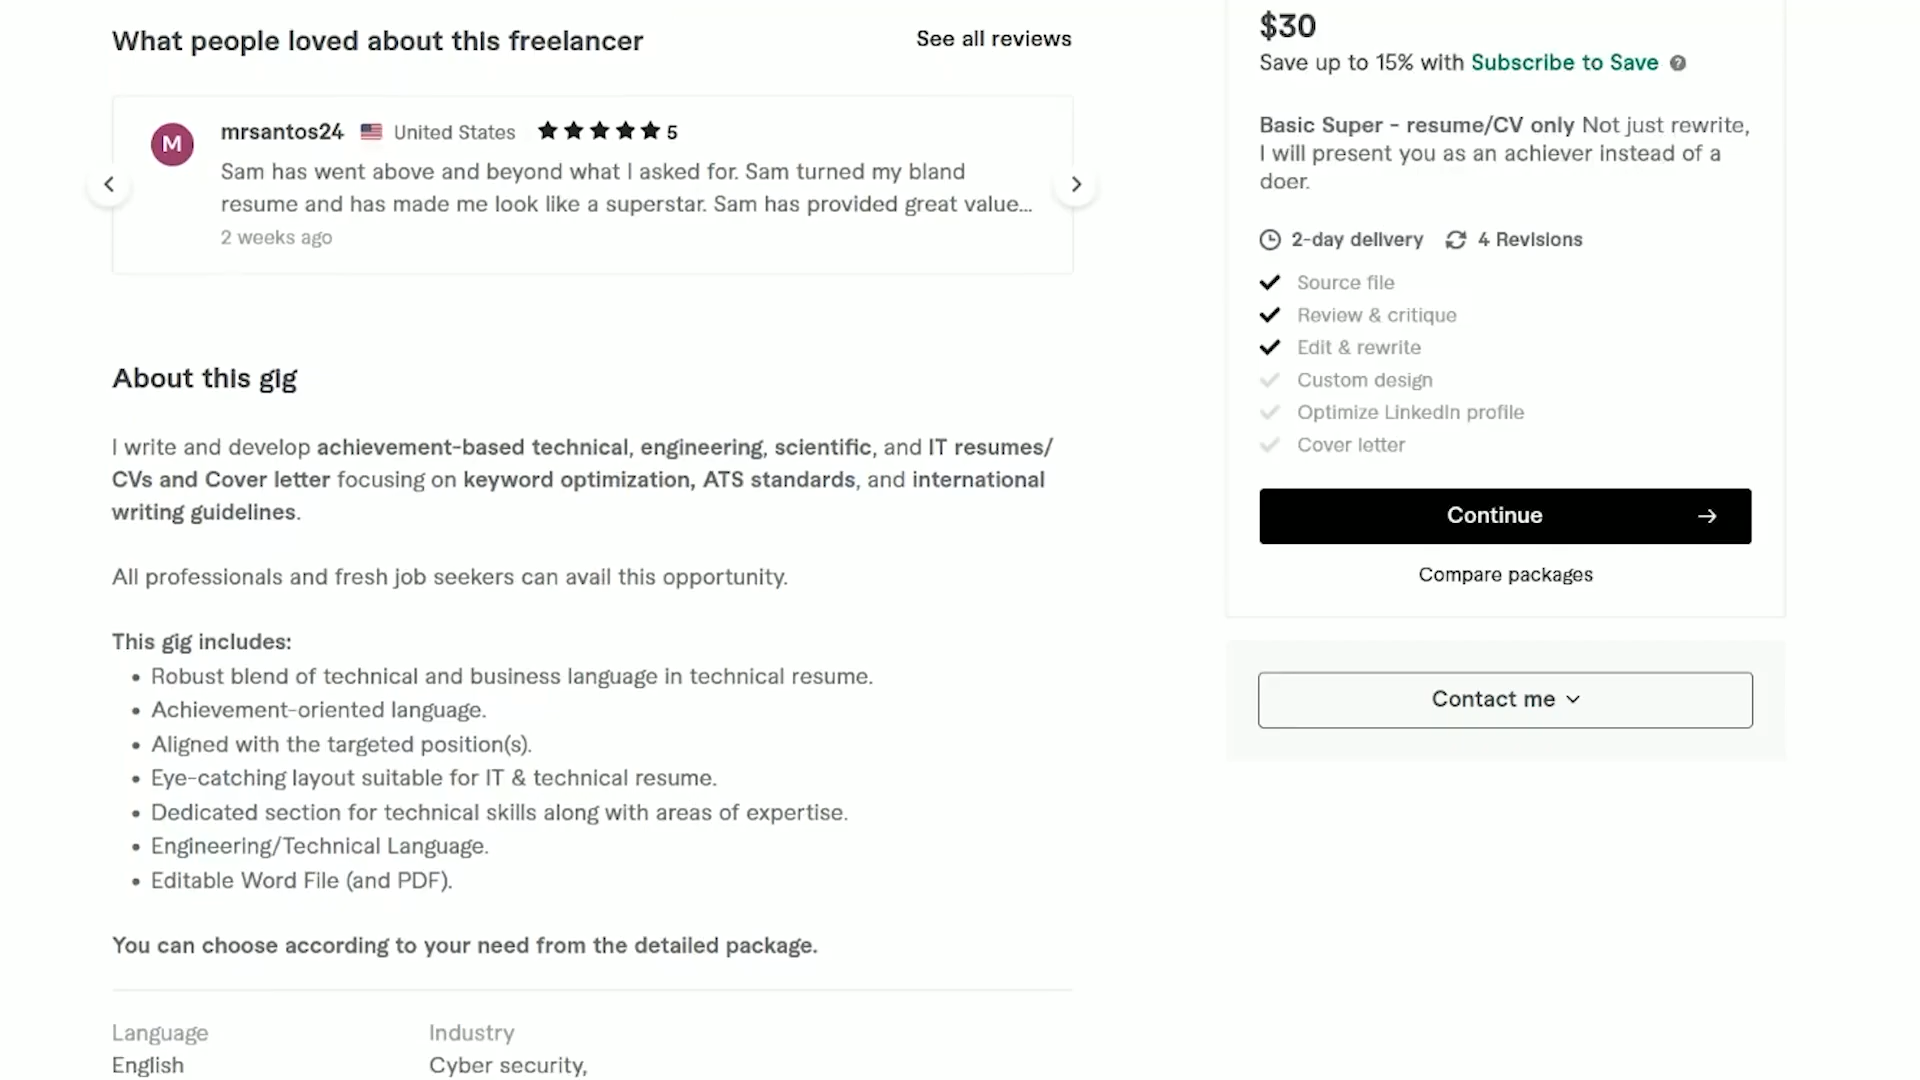 What people loved about this freelancer
See all reviews
M
mrsantos24 United States 5
Sam has went above and beyond what I asked for. Sam turned my bland
resume and has made me look like a superstar. Sam has provided great value...
2 weeks ago
About this gig
I write and develop achievement-based technical, engineering, scientific, and IT resumes/
CVs and Cover letter focusing on keyword optimization, ATS standards, and international
writing guidelines.
All professionals and fresh job seekers can avail this opportunity.
This gig includes:
• Robust blend of technical and business language in technical resume.
• Achievement-oriented language.
• Aligned with the targeted position(s).
• Eye-catching layout suitable for IT & technical resume.
• Dedicated section for technical skills along with areas of expertise.
• Engineering/Technical Language.
• Editable Word File (and PDF).
You can choose according to your need from the detailed package.
Language
English
Industry
Cyber security,
$30
Save up to 15% with Subscribe to Save ?
Basic Super - resume/CV only Not just rewrite,
I will present you as an achiever instead of a
doer.
2-day delivery 4 Revisions
Source file
Review & critique
Edit & rewrite
Custom design
Optimize LinkedIn profile
Cover letter
Continue
Compare packages
Contact me